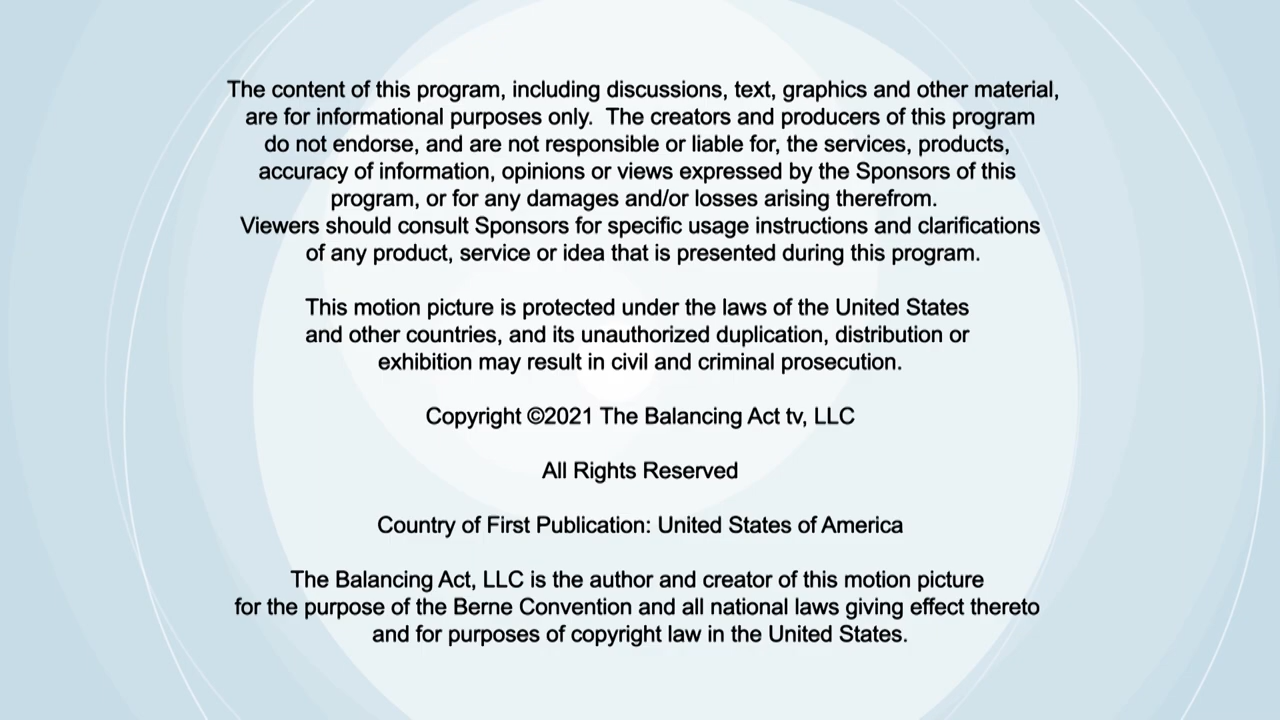 The content of this program, including discussions, text, graphics and other material,
are for informational purposes only.  The creators and producers of this program
do not endorse, and are not responsible or liable for, the services, products,
accuracy of information, opinions or views expressed by the Sponsors of this
program, or for any damages and/or losses arising therefrom.
Viewers should consult Sponsors for specific usage instructions and clarifications
of any product, service or idea that is presented during this program.
This motion picture is protected under the laws of the United States
and other countries, and its unauthorized duplication, distribution or
exhibition may result in civil and criminal prosecution.
Copyright ©2021 The Balancing Act tv, LLC
All Rights Reserved
Country of First Publication: United States of America
The Balancing Act, LLC is the author and creator of this motion picture
for the purpose of the Berne Convention and all national laws giving effect thereto
and for purposes of copyright law in the United States.